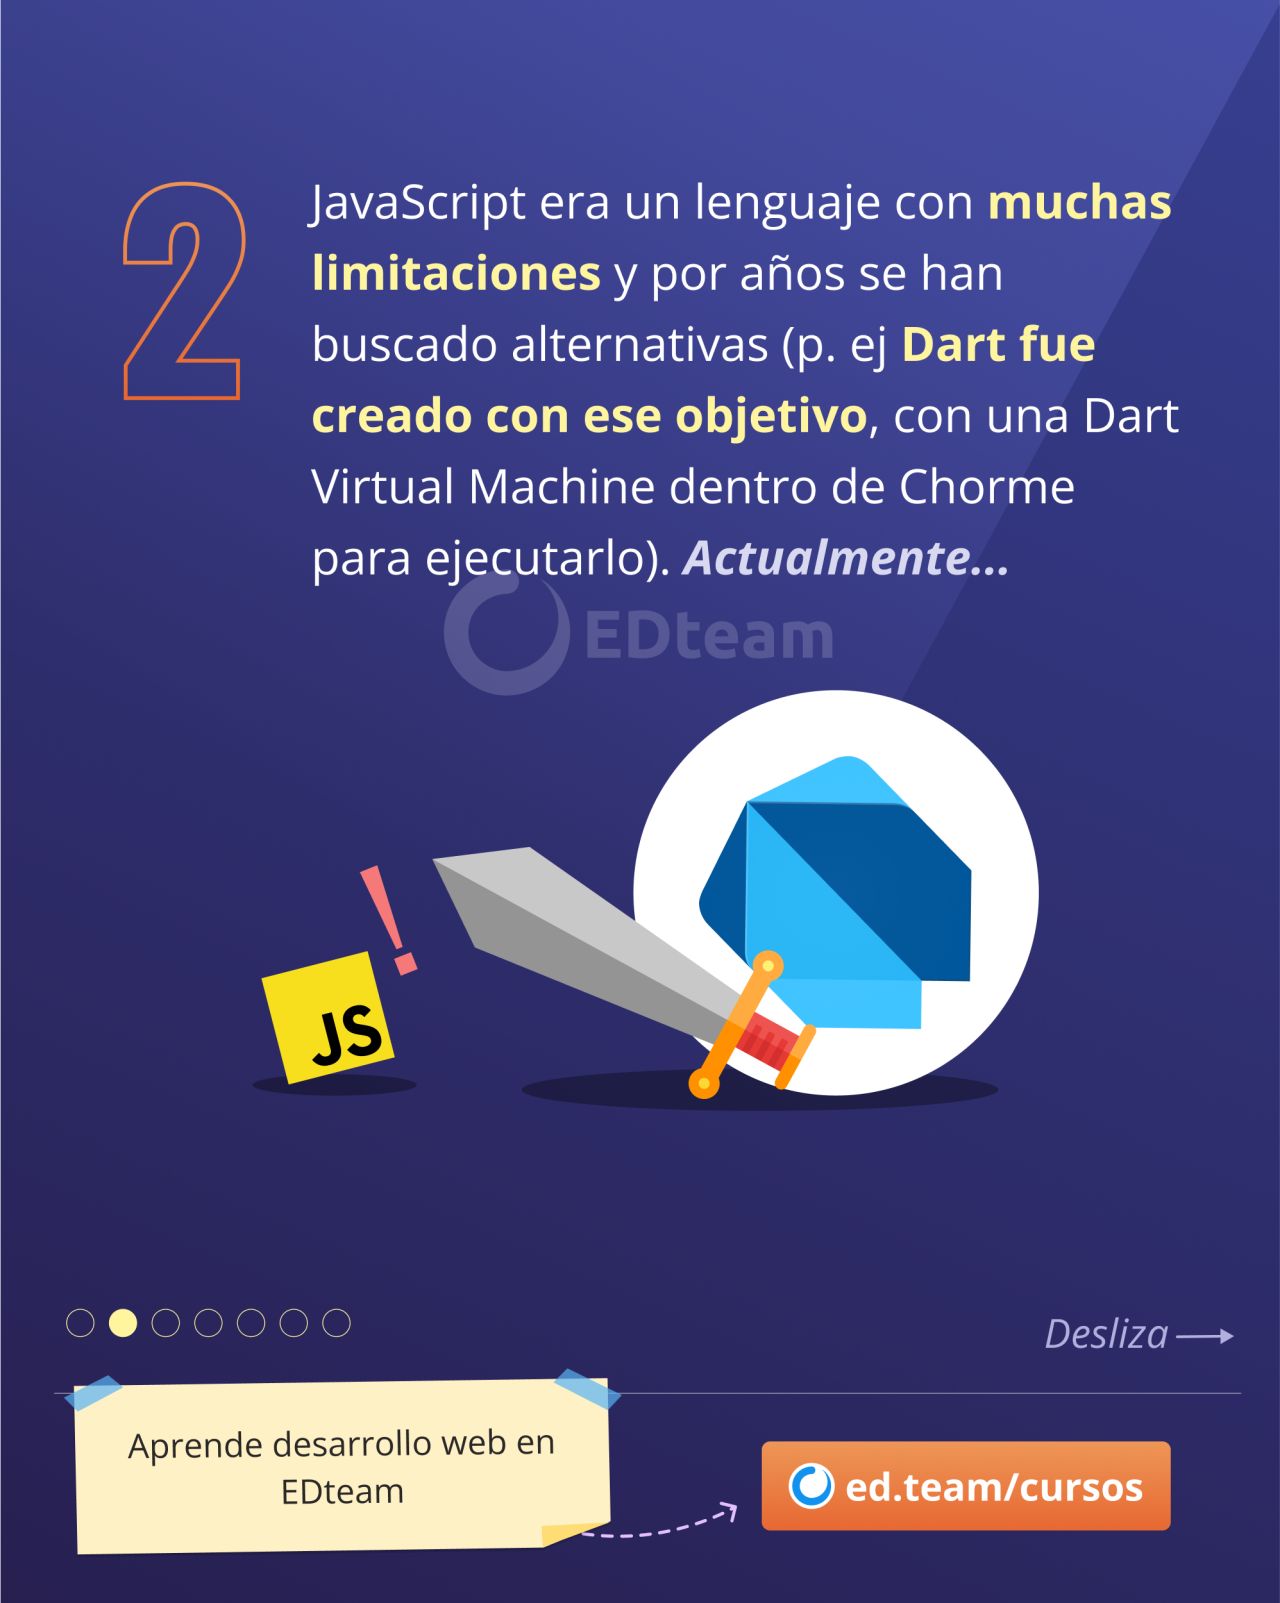 2
JavaScript era un lenguaje con muchas
limitaciones y por años se han
buscado alternativas (p. ej Dart fue
creado con ese objetivo, con una Dart
Virtual Machine dentro de Chorme
para ejecutarlo). Actualmente...
EDteam
!
JS
Desliza
Aprende desarrollo web en
EDteam
ed.team/cursos